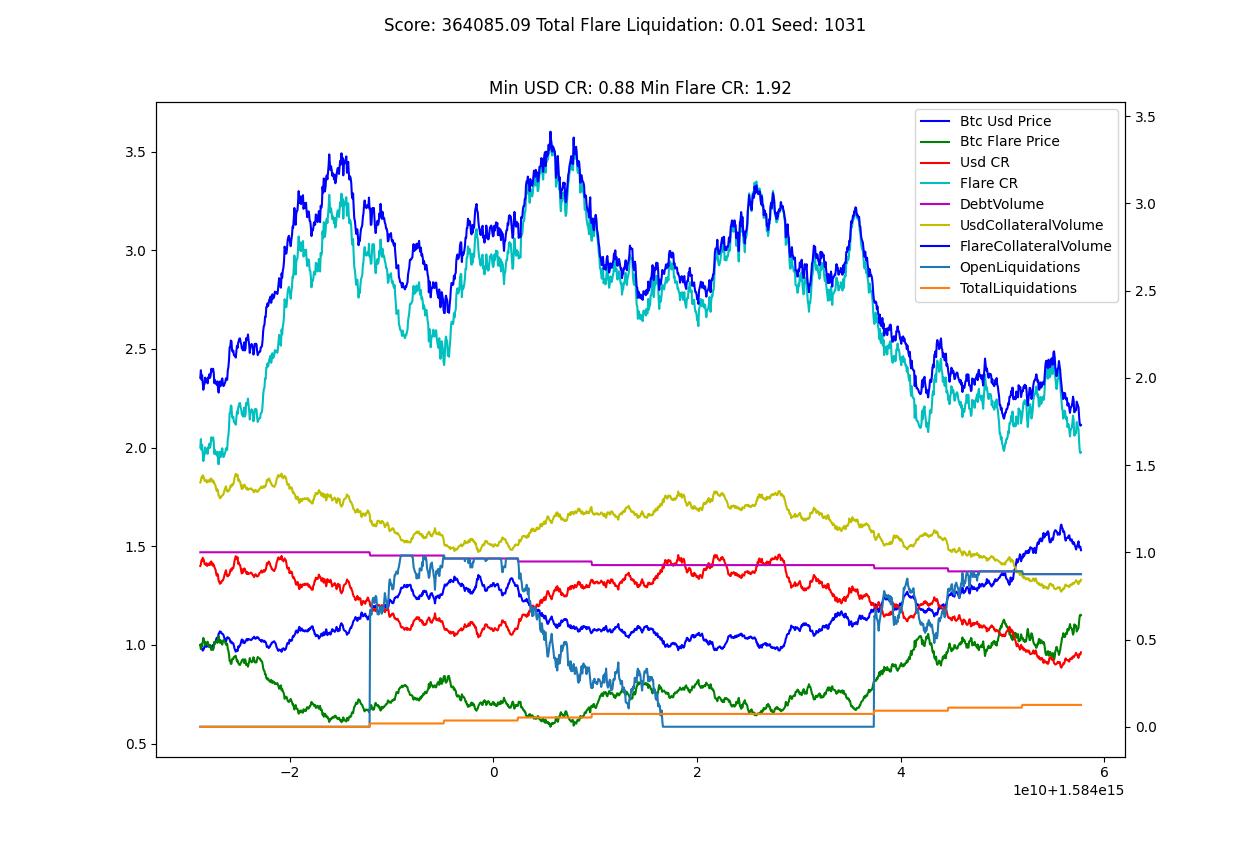 Score: 364085.09 Total Flare Liquidation: 0.01 Seed: 1031
Min USD CR: 0.88 Min Flare CR: 1.92
Btc Usd Price
Btc Flare Price
Usd CR
Flare CR
DebtVolume
UsdCollateralVolume
FlareCollateralVolume
OpenLiquidations
TotalLiquidations
3.5
3.0
2.5
2.0
1.5
1.0
0.5
3.5
3.0
2.5
2.0
1.5
1.0
0.5
0.0
−2 0 2 4 6
1e10+1.584e15